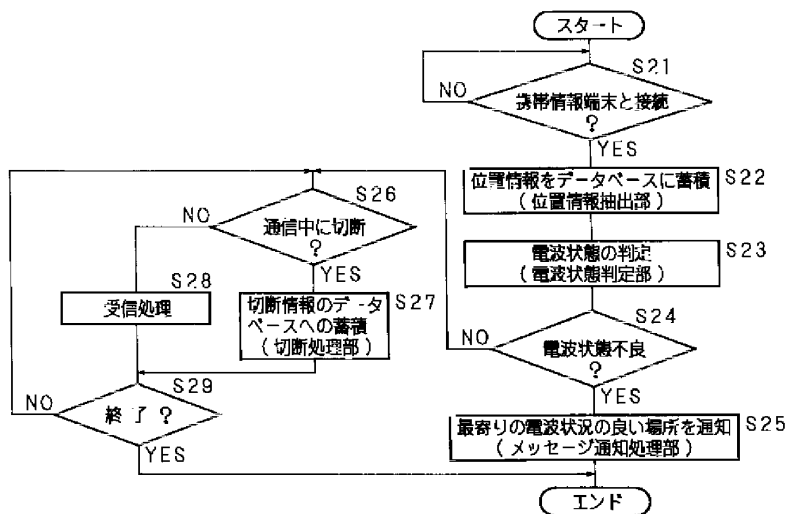 スタート
S21
NO
携帯情報端末と接続
?
YES
位置情報をデータベースに蓄積
(位置情報抽出部)
S22
電波状態の判定
(電波状態判定部)
S23
S24
NO
電波状態不良
?
YES
最寄りの電波状況の良い場所を通知
(メッセージ通知処理部)
S25
S26
NO
通信中に切断
?
YES
S28
受信処理
切断情報のデータ
ベースへの蓄積
(切断処理部)
S27
S29
NO
終了?
YES
エンド